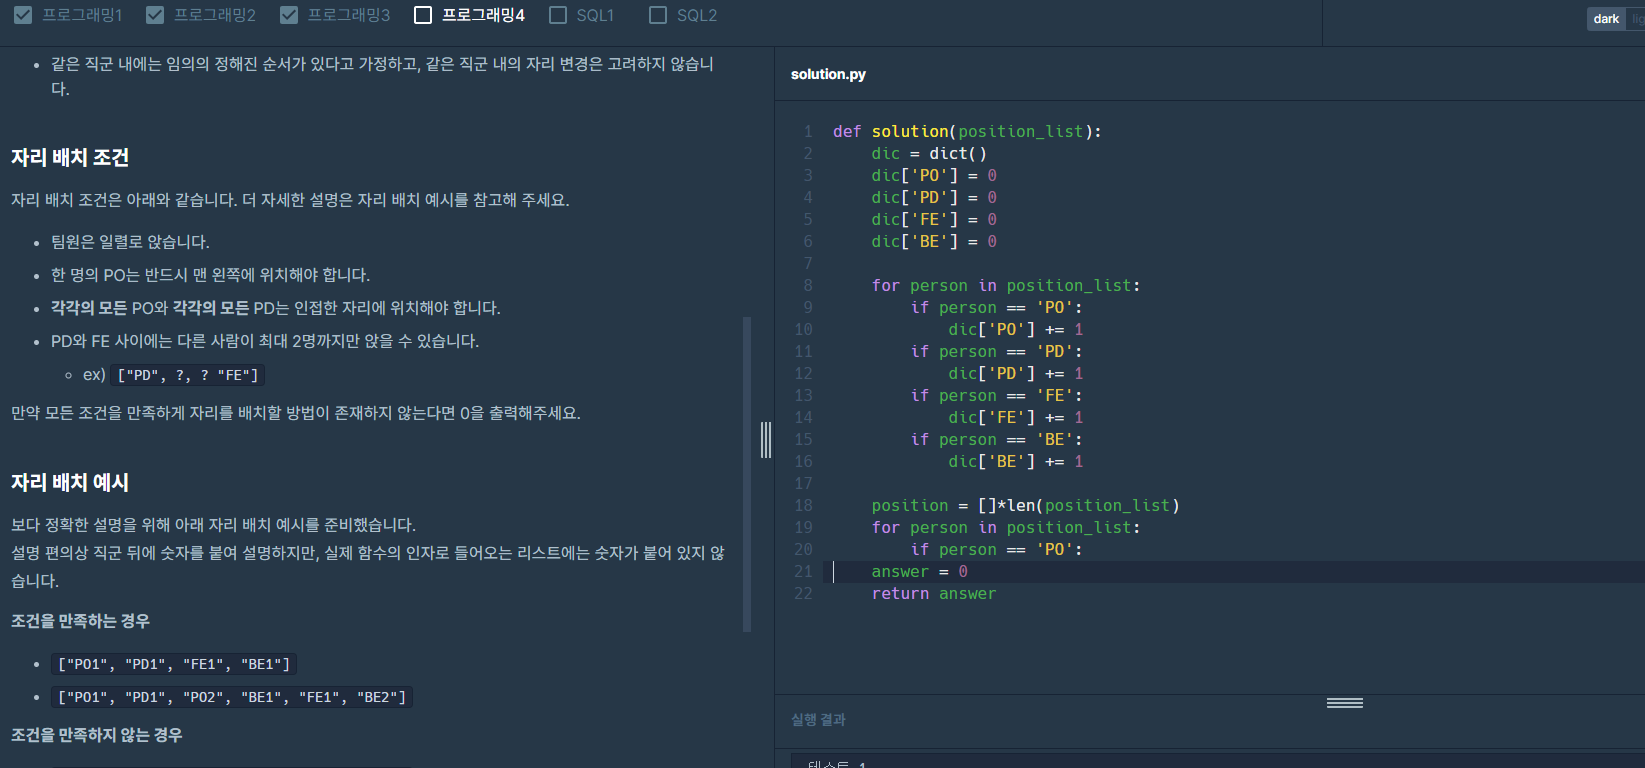 프로그래밍1 프로그래밍2 프로그래밍3 프로그래밍4 SQL1 SQL2
dark
같은 직군 내에는 임의의 정해진 순서가 있다고 가정하고, 같은 직군 내의 자리 변경은 고려하지 않습니
다.
자리 배치 조건
자리 배치 조건은 아래와 같습니다. 더 자세한 설명은 자리 배치 예시를 참고해 주세요.
팀원은 일렬로 앉습니다.
한 명의 PO는 반드시 맨 왼쪽에 위치해야 합니다.
각각의 모든 PO와 각각의 모든 PD는 인접한 자리에 위치해야 합니다.
PD와 FE 사이에는 다른 사람이 최대 2명까지만 앉을 수 있습니다.
ex) ["PD", ?, ? "FE"]
만약 모든 조건을 만족하게 자리를 배치할 방법이 존재하지 않는다면 0을 출력해주세요.
자리 배치 예시
보다 정확한 설명을 위해 아래 자리 배치 예시를 준비했습니다.
설명 편의상 직군 뒤에 숫자를 붙여 설명하지만, 실제 함수의 인자로 들어오는 리스트에는 숫자가 붙어 있지 않
습니다.
조건을 만족하는 경우
["PO1", "PD1", "FE1", "BE1"]
["PO1", "PD1", "PO2", "BE1", "FE1", "BE2"]
조건을 만족하지 않는 경우
solution.py
1 def solution(position_list):
2 dic = dict()
3 dic['PO'] = 0
4 dic['PD'] = 0
5 dic['FE'] = 0
6 dic['BE'] = 0
7
8 for person in position_list:
9 if person == 'PO':
10 dic['PO'] += 1
11 if person == 'PD':
12 dic['PD'] += 1
13 if person == 'FE':
14 dic['FE'] += 1
15 if person == 'BE':
16 dic['BE'] += 1
17
18 position = []*len(position_list)
19 for person in position_list:
20 if person == 'PO':
21 answer = 0
22 return answer
실행 결과